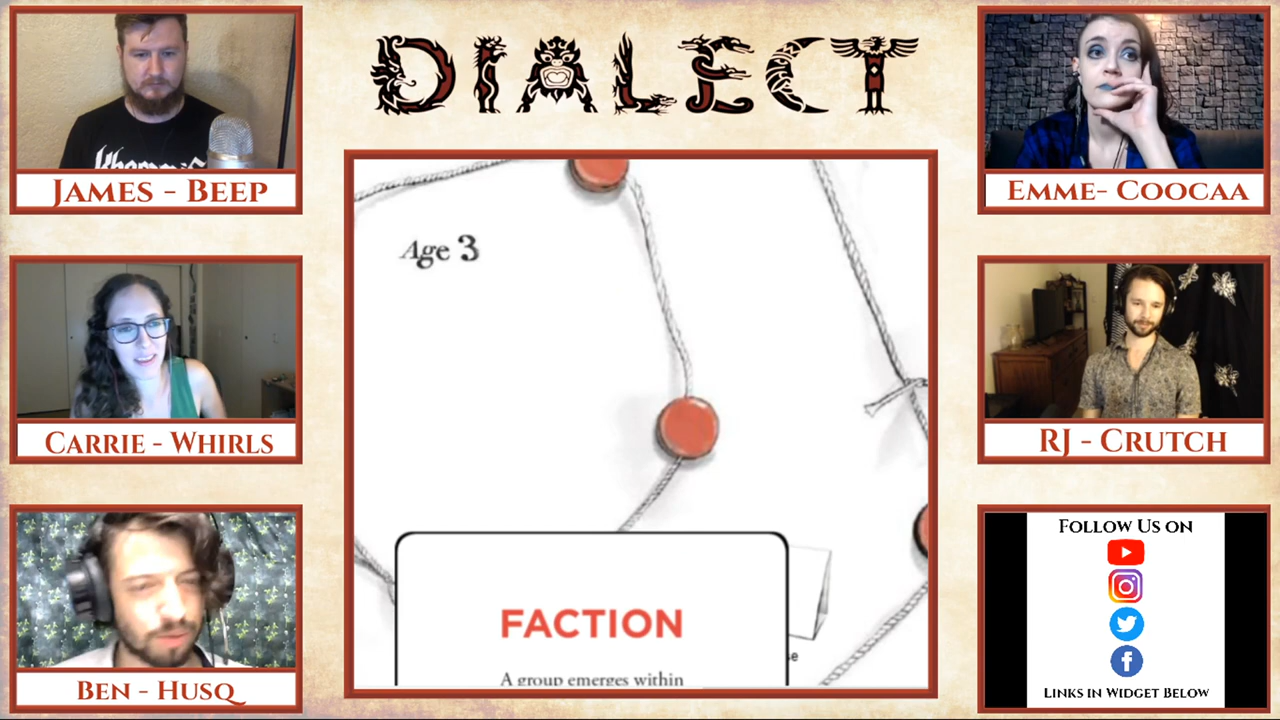 DIALECT
JAMES - BEEP
EMME- COOCAA
Age 3
CARRIE - WHIRLS
RJ - CRUTCH
FACTION
A group emerges within
BEN - HUSQ
FOLLOW US ON
LINKS IN WIDGET BELOW